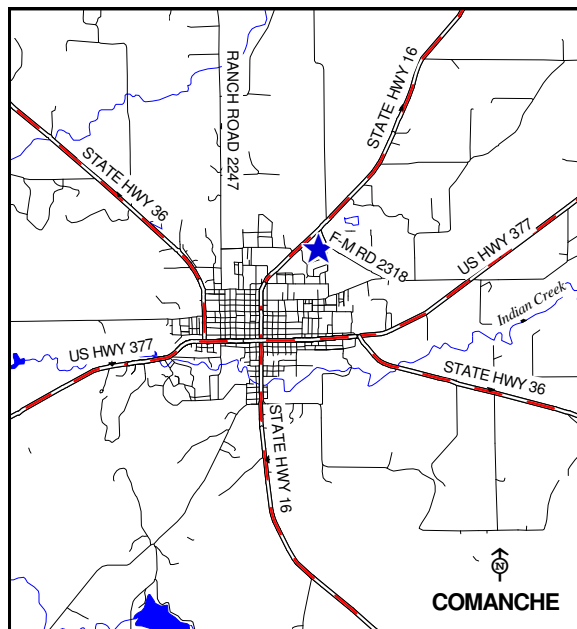 RANCH ROAD 2247
STATE HWY 16
STATE HWY 36
F-M RD 2318
US HWY 377
Indian Creek
US HWY 377
STATE HWY 36
STATE HWY 16
N
COMANCHE